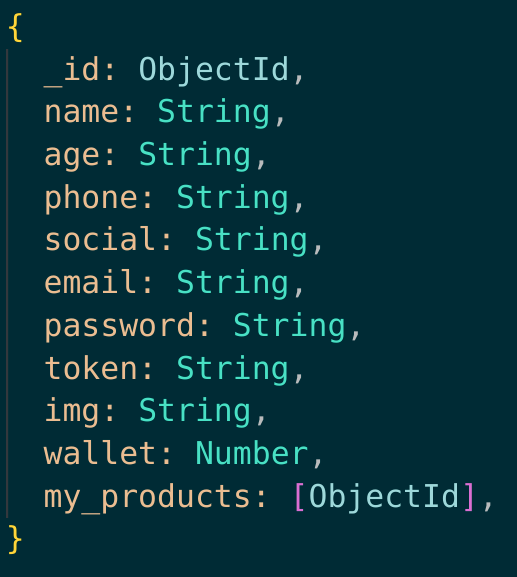 {
_id: ObjectId,
name: String,
age: String,
phone: String,
social: String,
email: String,
password: String,
token: String,
img: String,
wallet: Number,
my_products: [ObjectId],
}